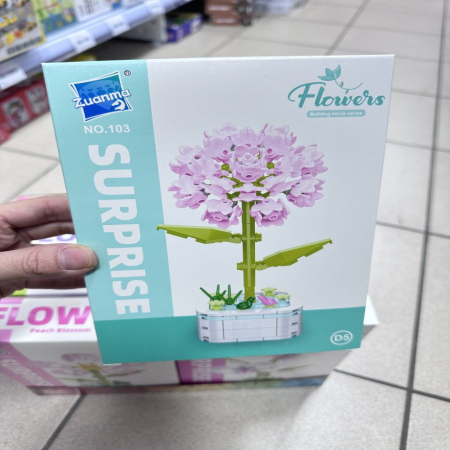 Zuanma
®
NO.103
SURPRISE
Flowers
Building block series
D5
FLOW
Peach Blossom